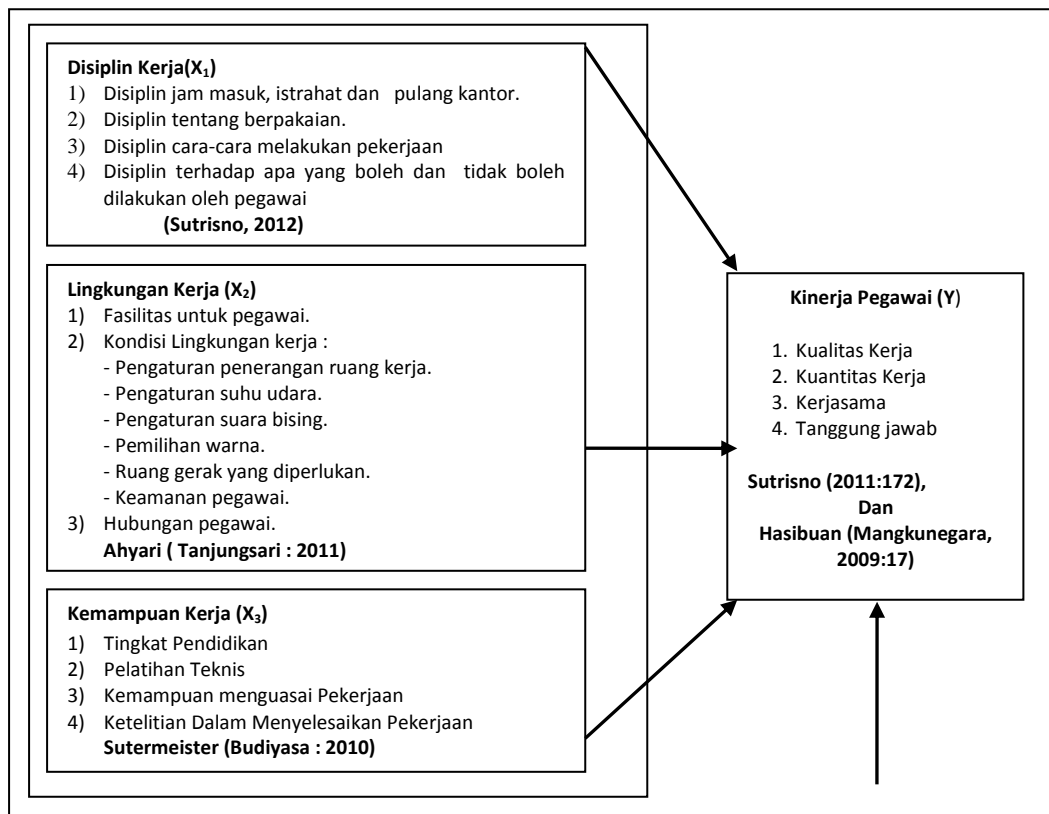 Disiplin Kerja(X₁)
1) Disiplin jam masuk, istrahat dan pulang kantor.
2) Disiplin tentang berpakaian.
3) Disiplin cara-cara melakukan pekerjaan
4) Disiplin terhadap apa yang boleh dan tidak boleh
dilakukan oleh pegawai
(Sutrisno, 2012)
Lingkungan Kerja (X₂)
1) Fasilitas untuk pegawai.
2) Kondisi Lingkungan kerja :
- Pengaturan penerangan ruang kerja.
- Pengaturan suhu udara.
- Pengaturan suara bising.
- Pemilihan warna.
- Ruang gerak yang diperlukan.
- Keamanan pegawai.
3) Hubungan pegawai.
Ahyari ( Tanjungsari : 2011)
Kemampuan Kerja (X₃)
1) Tingkat Pendidikan
2) Pelatihan Teknis
3) Kemampuan menguasai Pekerjaan
4) Ketelitian Dalam Menyelesaikan Pekerjaan
Sutermeister (Budiyasa : 2010)
Kinerja Pegawai (Y)
1. Kualitas Kerja
2. Kuantitas Kerja
3. Kerjasama
4. Tanggung jawab
Sutrisno (2011:172),
Dan
Hasibuan (Mangkunegara,
2009:17)